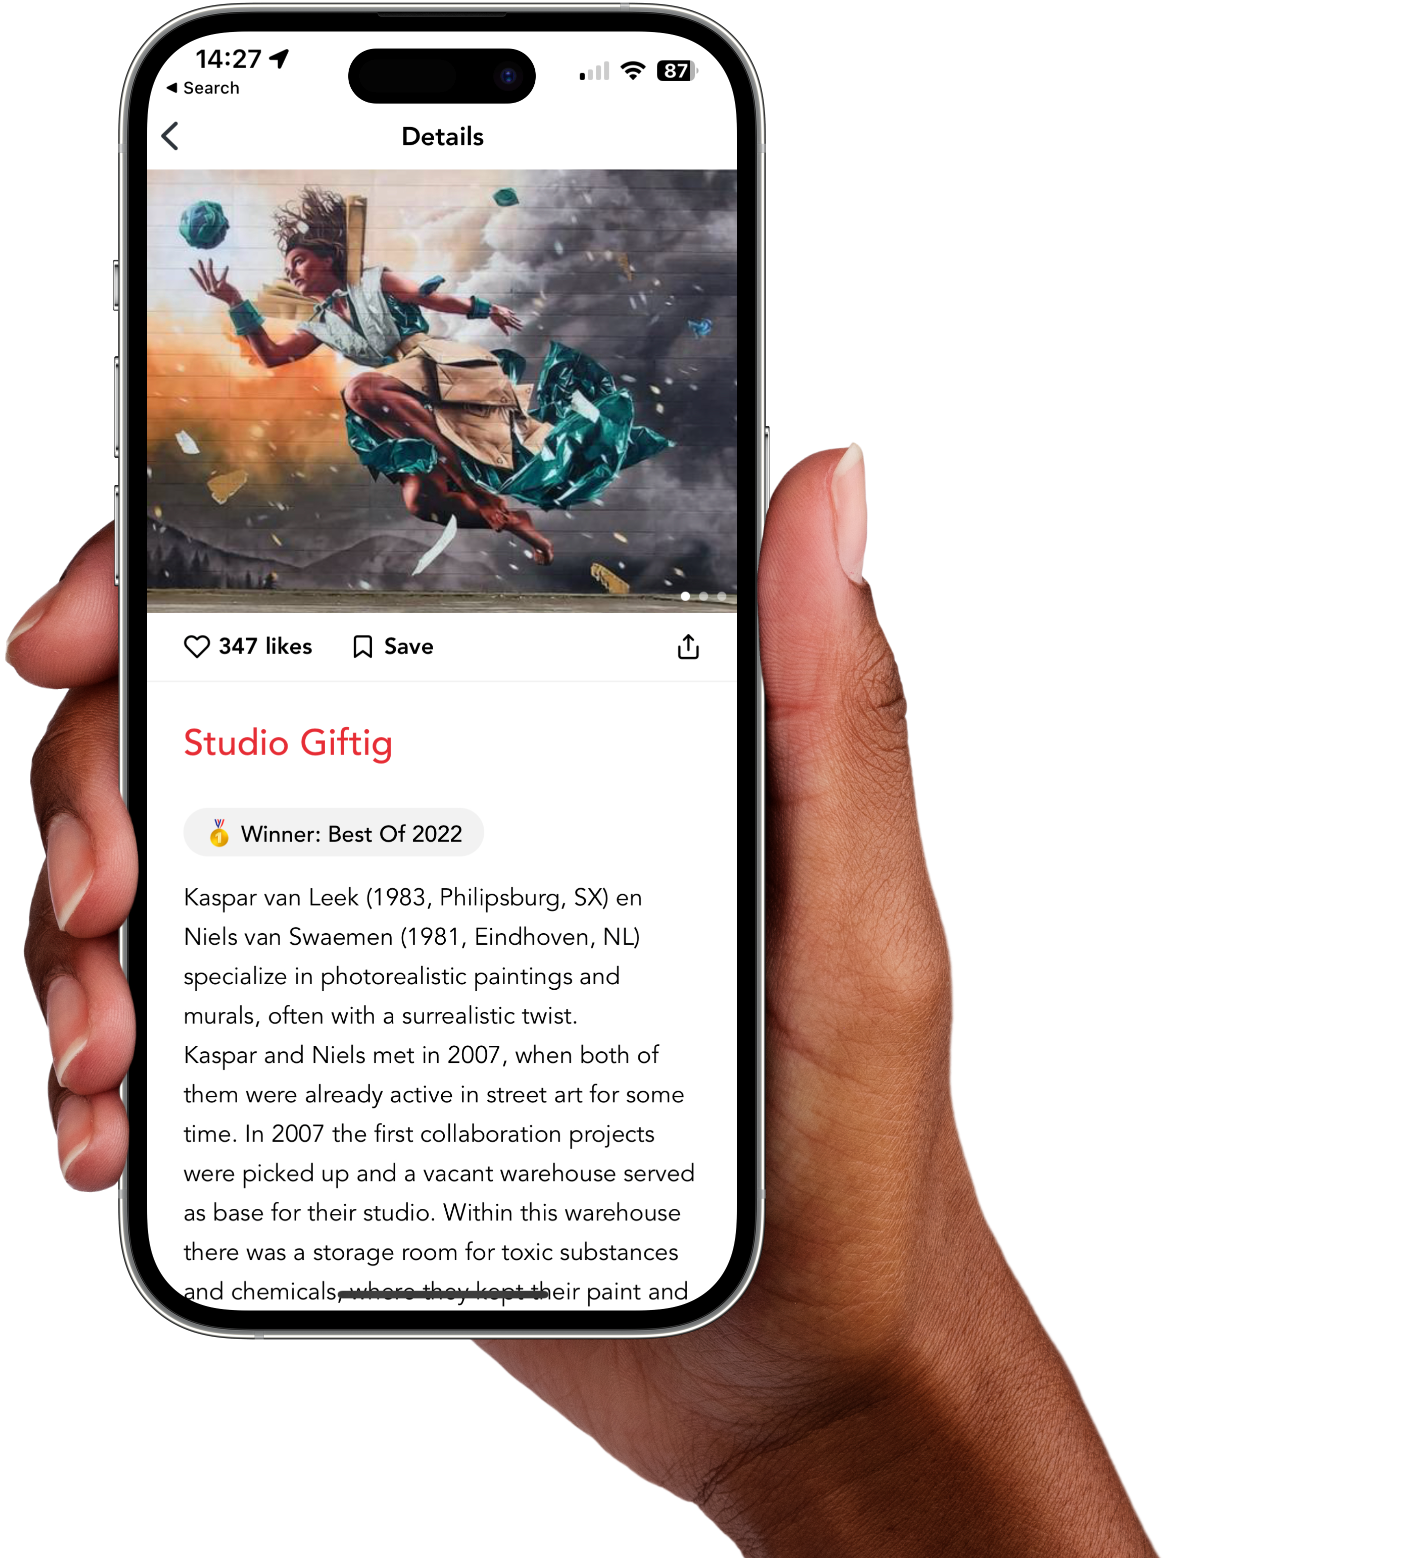 14:27
87
◀ Search
Details
347 likes
Save
Studio Giftig
🏅 Winner: Best Of 2022
Kaspar van Leek (1983, Philipsburg, SX) en
Niels van Swaemen (1981, Eindhoven, NL)
specialize in photorealistic paintings and
murals, often with a surrealistic twist.
Kaspar and Niels met in 2007, when both of
them were already active in street art for some
time. In 2007 the first collaboration projects
were picked up and a vacant warehouse served
as base for their studio. Within this warehouse
there was a storage room for toxic substances
and chemicals, where they kept their paint and